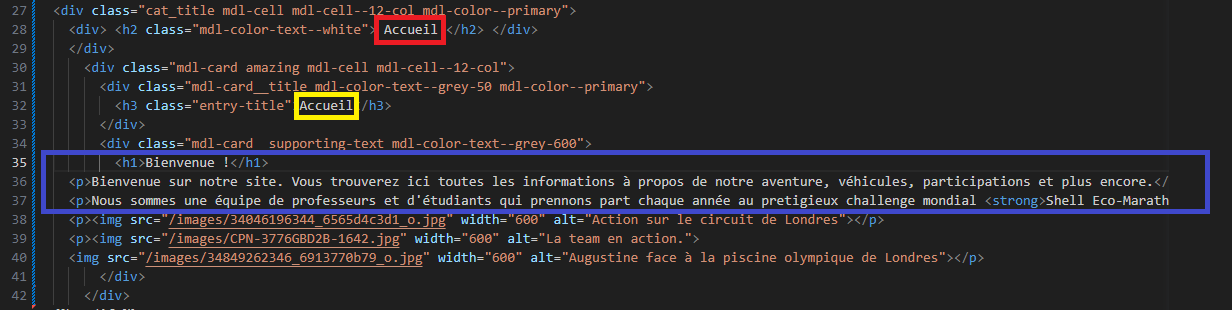 27 <div class="cat_title mdl-cell mdl-cell--12-col mdl-color--primary">
28 <div> <h2 class="mdl-color-text--white"> Accueil </h2> </div>
29 </div>
30 <div class="mdl-card amazing mdl-cell mdl-cell--12-col">
31 <div class="mdl-card__title mdl-color-text--grey-50 mdl-color--primary">
32 <h3 class="entry-title" Accueil /h3>
33 </div>
34 <div class="mdl-card__supporting-text mdl-color-text--grey-600">
35 <h1>Bienvenue !</h1>
36 <p>Bienvenue sur notre site. Vous trouverez ici toutes les informations à propos de notre aventure, véhicules, participations et plus encore.</
37 <p>Nous sommes une équipe de professeurs et d'étudiants qui prennons part chaque année au pretigieux challenge mondial <strong>Shell Eco-Marath
38 <p><img src="/images/34046196344_6565d4c3d1_o.jpg" width="600" alt="Action sur le circuit de Londres"></p>
39 <p><img src="/images/CPN-3776GBD2B-1642.jpg" width="600" alt="La team en action.">
40 <img src="/images/34849262346_6913770b79_o.jpg" width="600" alt="Augustine face à la piscine olympique de Londres"></p>
41 </div>
42 </div>